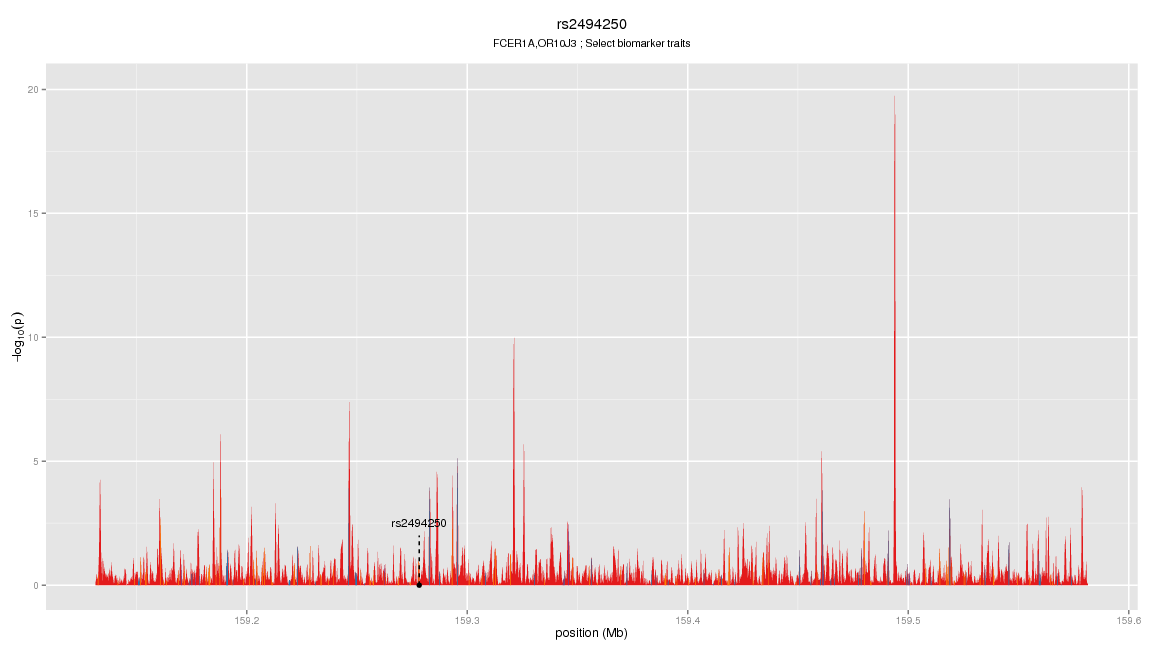 rs2494250
FCER1A,OR10J3 ; Select biomarker traits
20
15
10
5
0
−log10(p)
rs2494250
159.2
159.3
159.4
159.5
159.6
position (Mb)